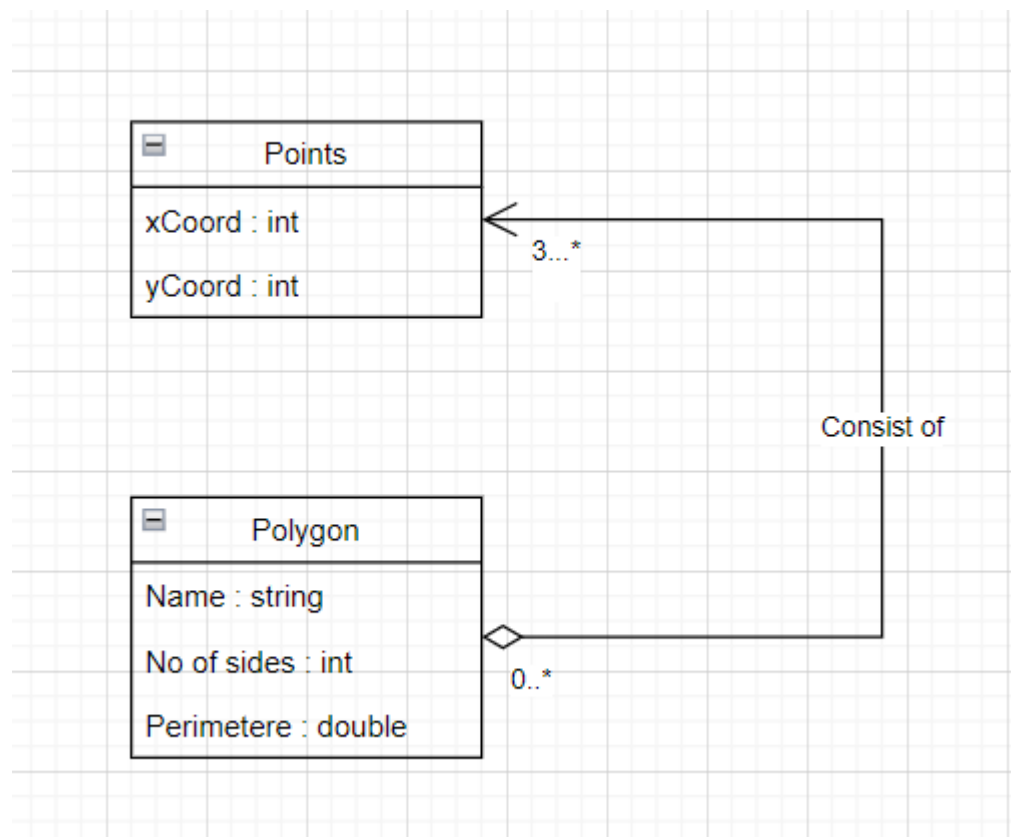 Points
xCoord : int
yCoord : int
3...*
Consist of
Polygon
Name : string
No of sides : int
Perimetere : double
0..*